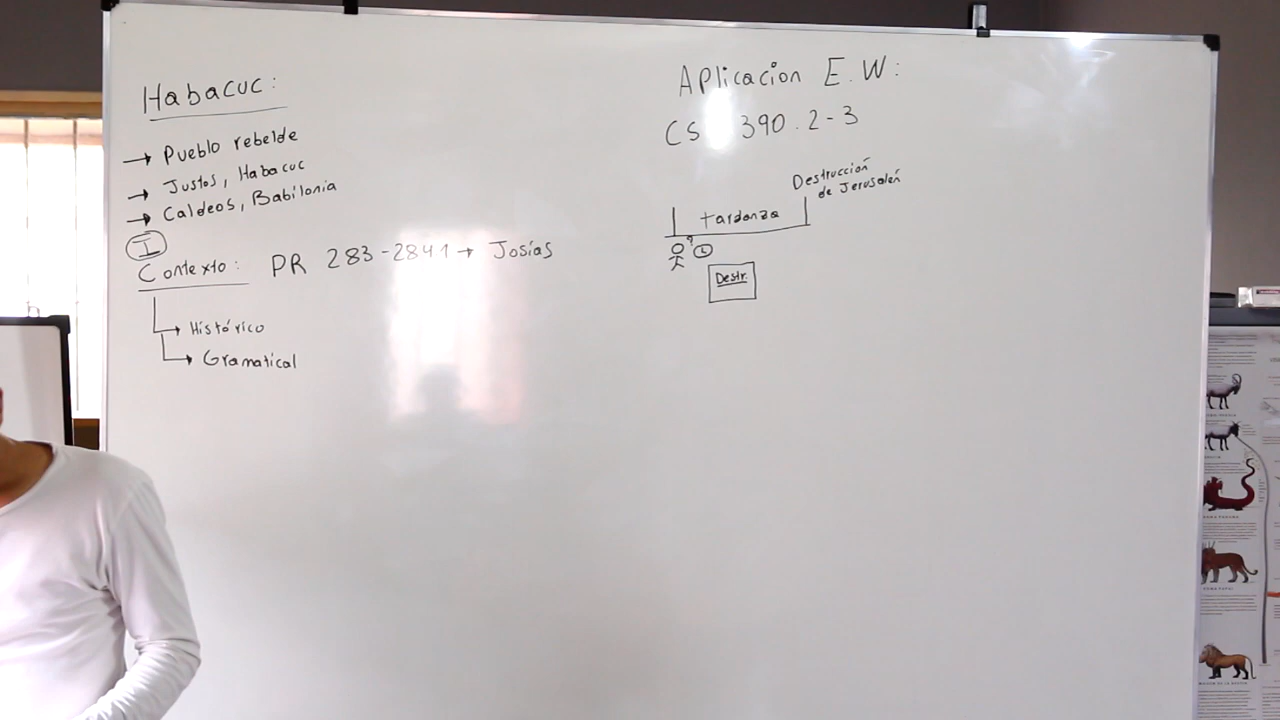 Habacuc:
→ Pueblo rebelde
→ Justos, Habacuc
→ Caldeos, Babilonia
I
Contexto: PR 283-2841 → Josías
→ Histórico
→ Gramatical
Aplicacion E.W:
CS 390.2-3
Destrucción
de Jerusalén
tardanza
?
Destr.